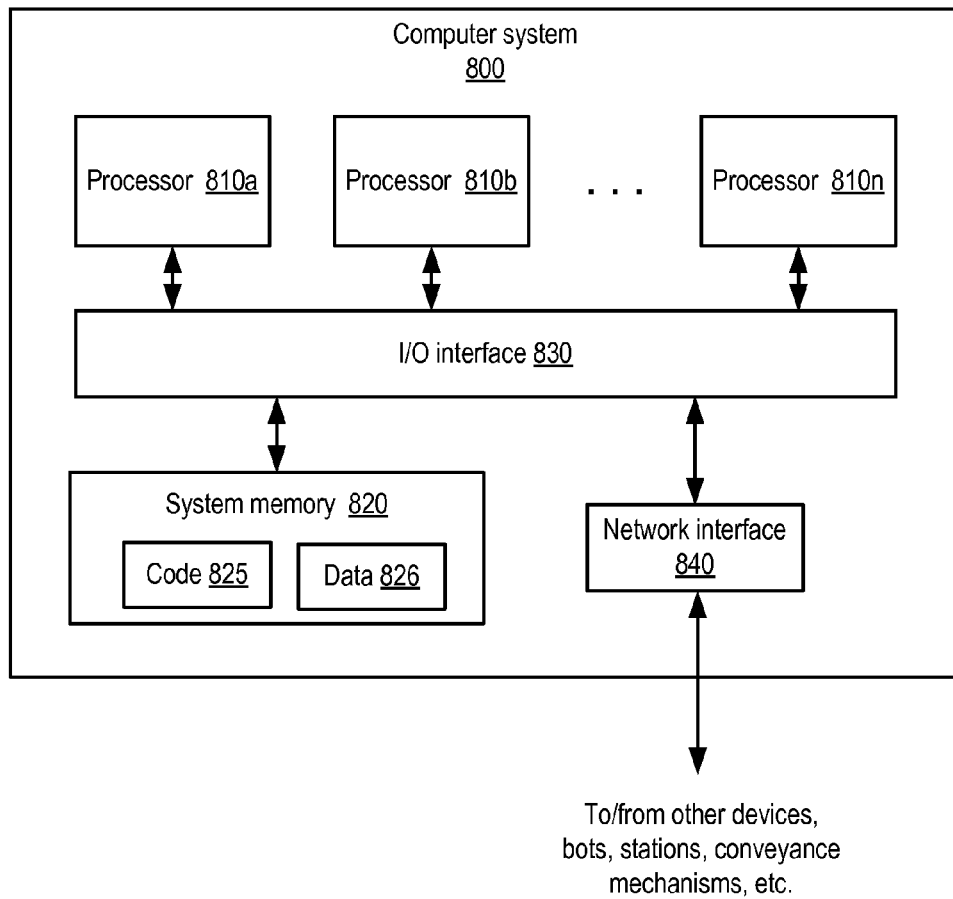 Computer system
800
Processor 810a
Processor 810b
. . .
Processor 810n
I/O interface 830
System memory 820
Code 825
Data 826
Network interface
840
To/from other devices,
bots, stations, conveyance
mechanisms, etc.